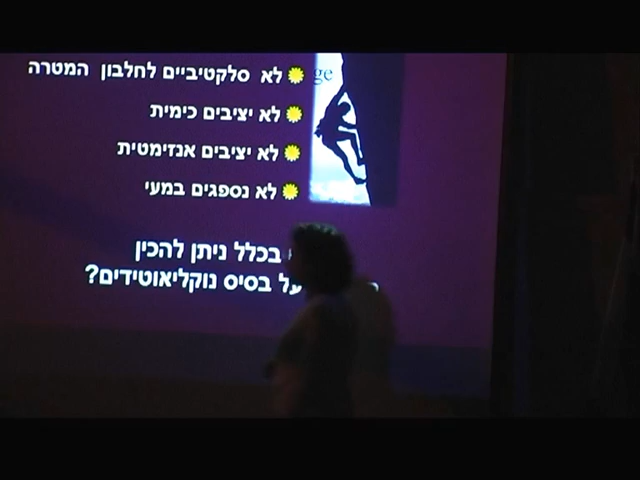 לא סלקטיביים לחלבון המטרה
ge
לא יציבים כימית
לא יציבים אנזימטית
לא נספגים במעי
בכלל ניתן להכין
על בסיס נוקליאוטידים?